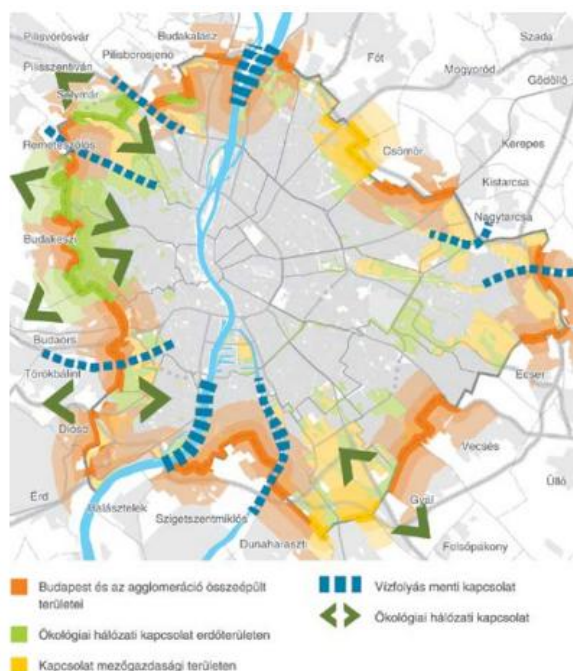 Pilisvörösvár
Budakalász
Pilisborosjenő
Szada
Fót
Pilisszentiván
Mogyoród
Gödöllő
Solymár
Csömör
Kerepes
Remeteszőlős
Kistarcsa
Nagytarcsa
Budakeszi
Budaörs
Törökbálint
Ecser
Diósd
Vecsés
Üllő
Érd
Gyál
Halásztelek
Szigetszentmiklós
Dunaharaszti
Felsőpakony
Budapest és az agglomeráció összeépült
területei
Ökológiai hálózati kapcsolat erdőterületen
Kapcsolat mezőgazdasági területen
Vízfolyás menti kapcsolat
Ökológiai hálózati kapcsolat